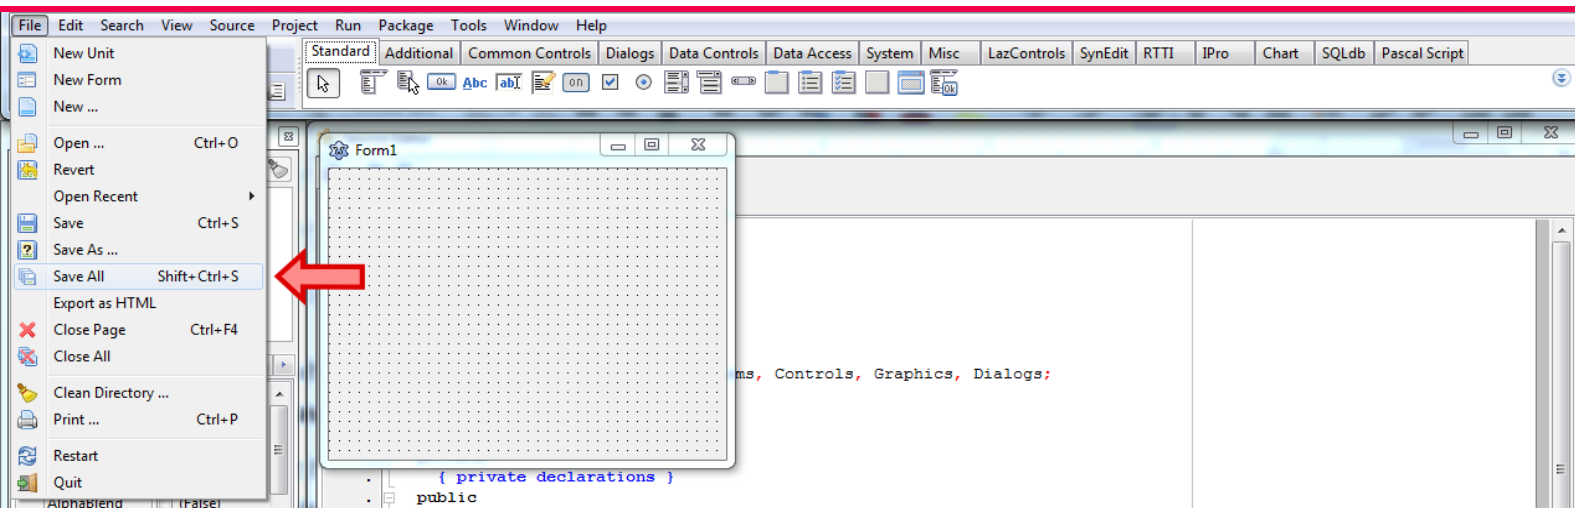 File Edit Search View Source Project Run Package Tools Window Help
Standard Additional Common Controls Dialogs Data Controls Data Access System Misc LazControls SynEdit RTTI IPro Chart SQLdb Pascal Script
Ok Abc abI on Ok
New Unit
New Form
New ...
Open ... Ctrl+O
Revert
Open Recent
Save Ctrl+S
Save As ...
Save All Shift+Ctrl+S
Export as HTML
Close Page Ctrl+F4
Close All
Clean Directory ...
Print ... Ctrl+P
Restart
Quit
AlphaBlend (False)
Form1
ms, Controls, Graphics, Dialogs;
{ private declarations }
public